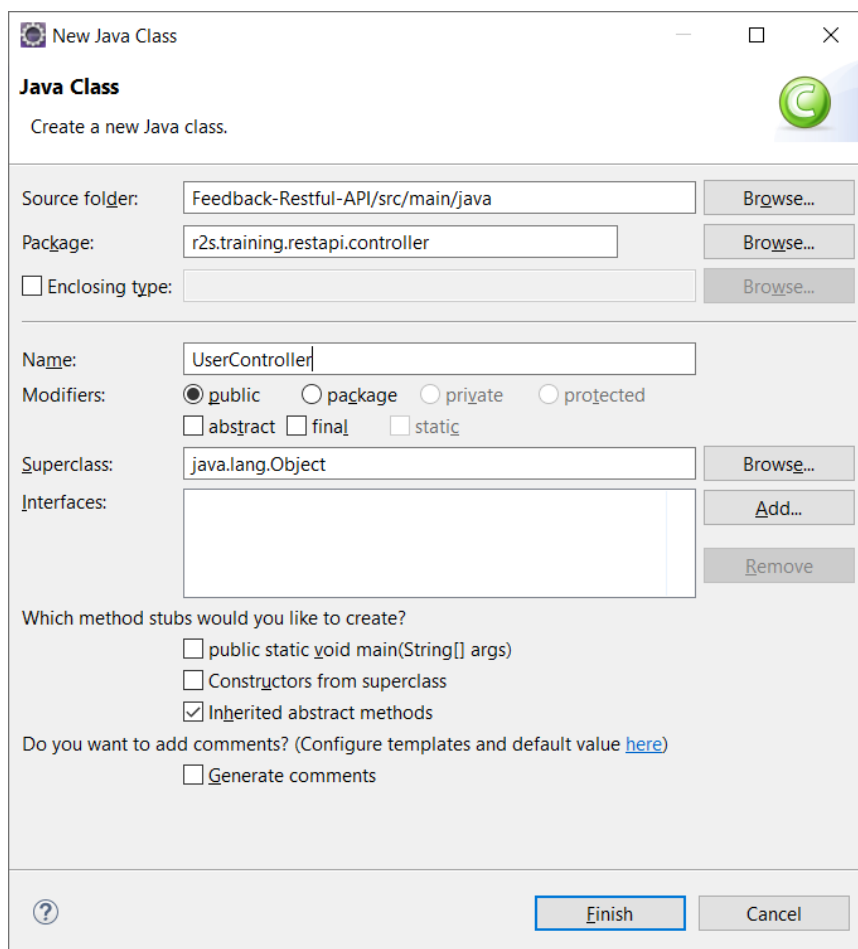 New Java Class
Java Class
Create a new Java class.
Source folder: Feedback-Restful-API/src/main/java Browse...
Package: r2s.training.restapi.controller Browse...
Enclosing type: Browse...
Name: UserController
Modifiers: public package private protected
abstract final static
Superclass: java.lang.Object Browse...
Interfaces: Add...
Remove
Which method stubs would you like to create?
public static void main(String[] args)
Constructors from superclass
Inherited abstract methods
Do you want to add comments? (Configure templates and default value here)
Generate comments
? Finish Cancel